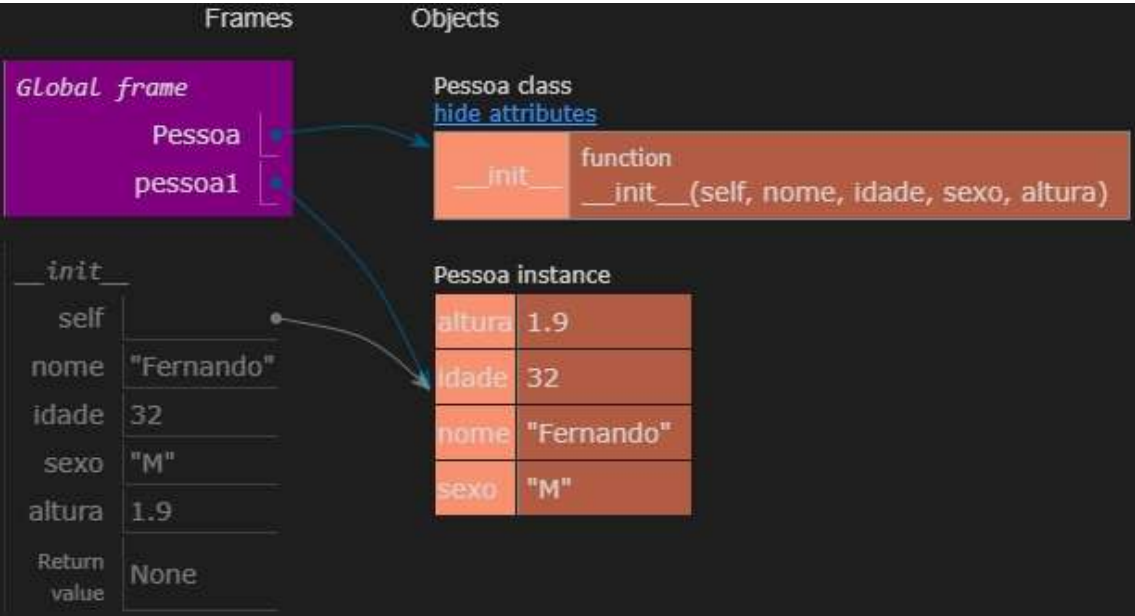 Frames
Objects
Global frame
Pessoa
pessoa1
Pessoa class
hide attributes
__init__
function
__init__(self, nome, idade, sexo, altura)
__init__
self
nome "Fernando"
idade 32
sexo "M"
altura 1.9
Return
value
None
Pessoa instance
altura 1.9
idade 32
nome "Fernando"
sexo "M"